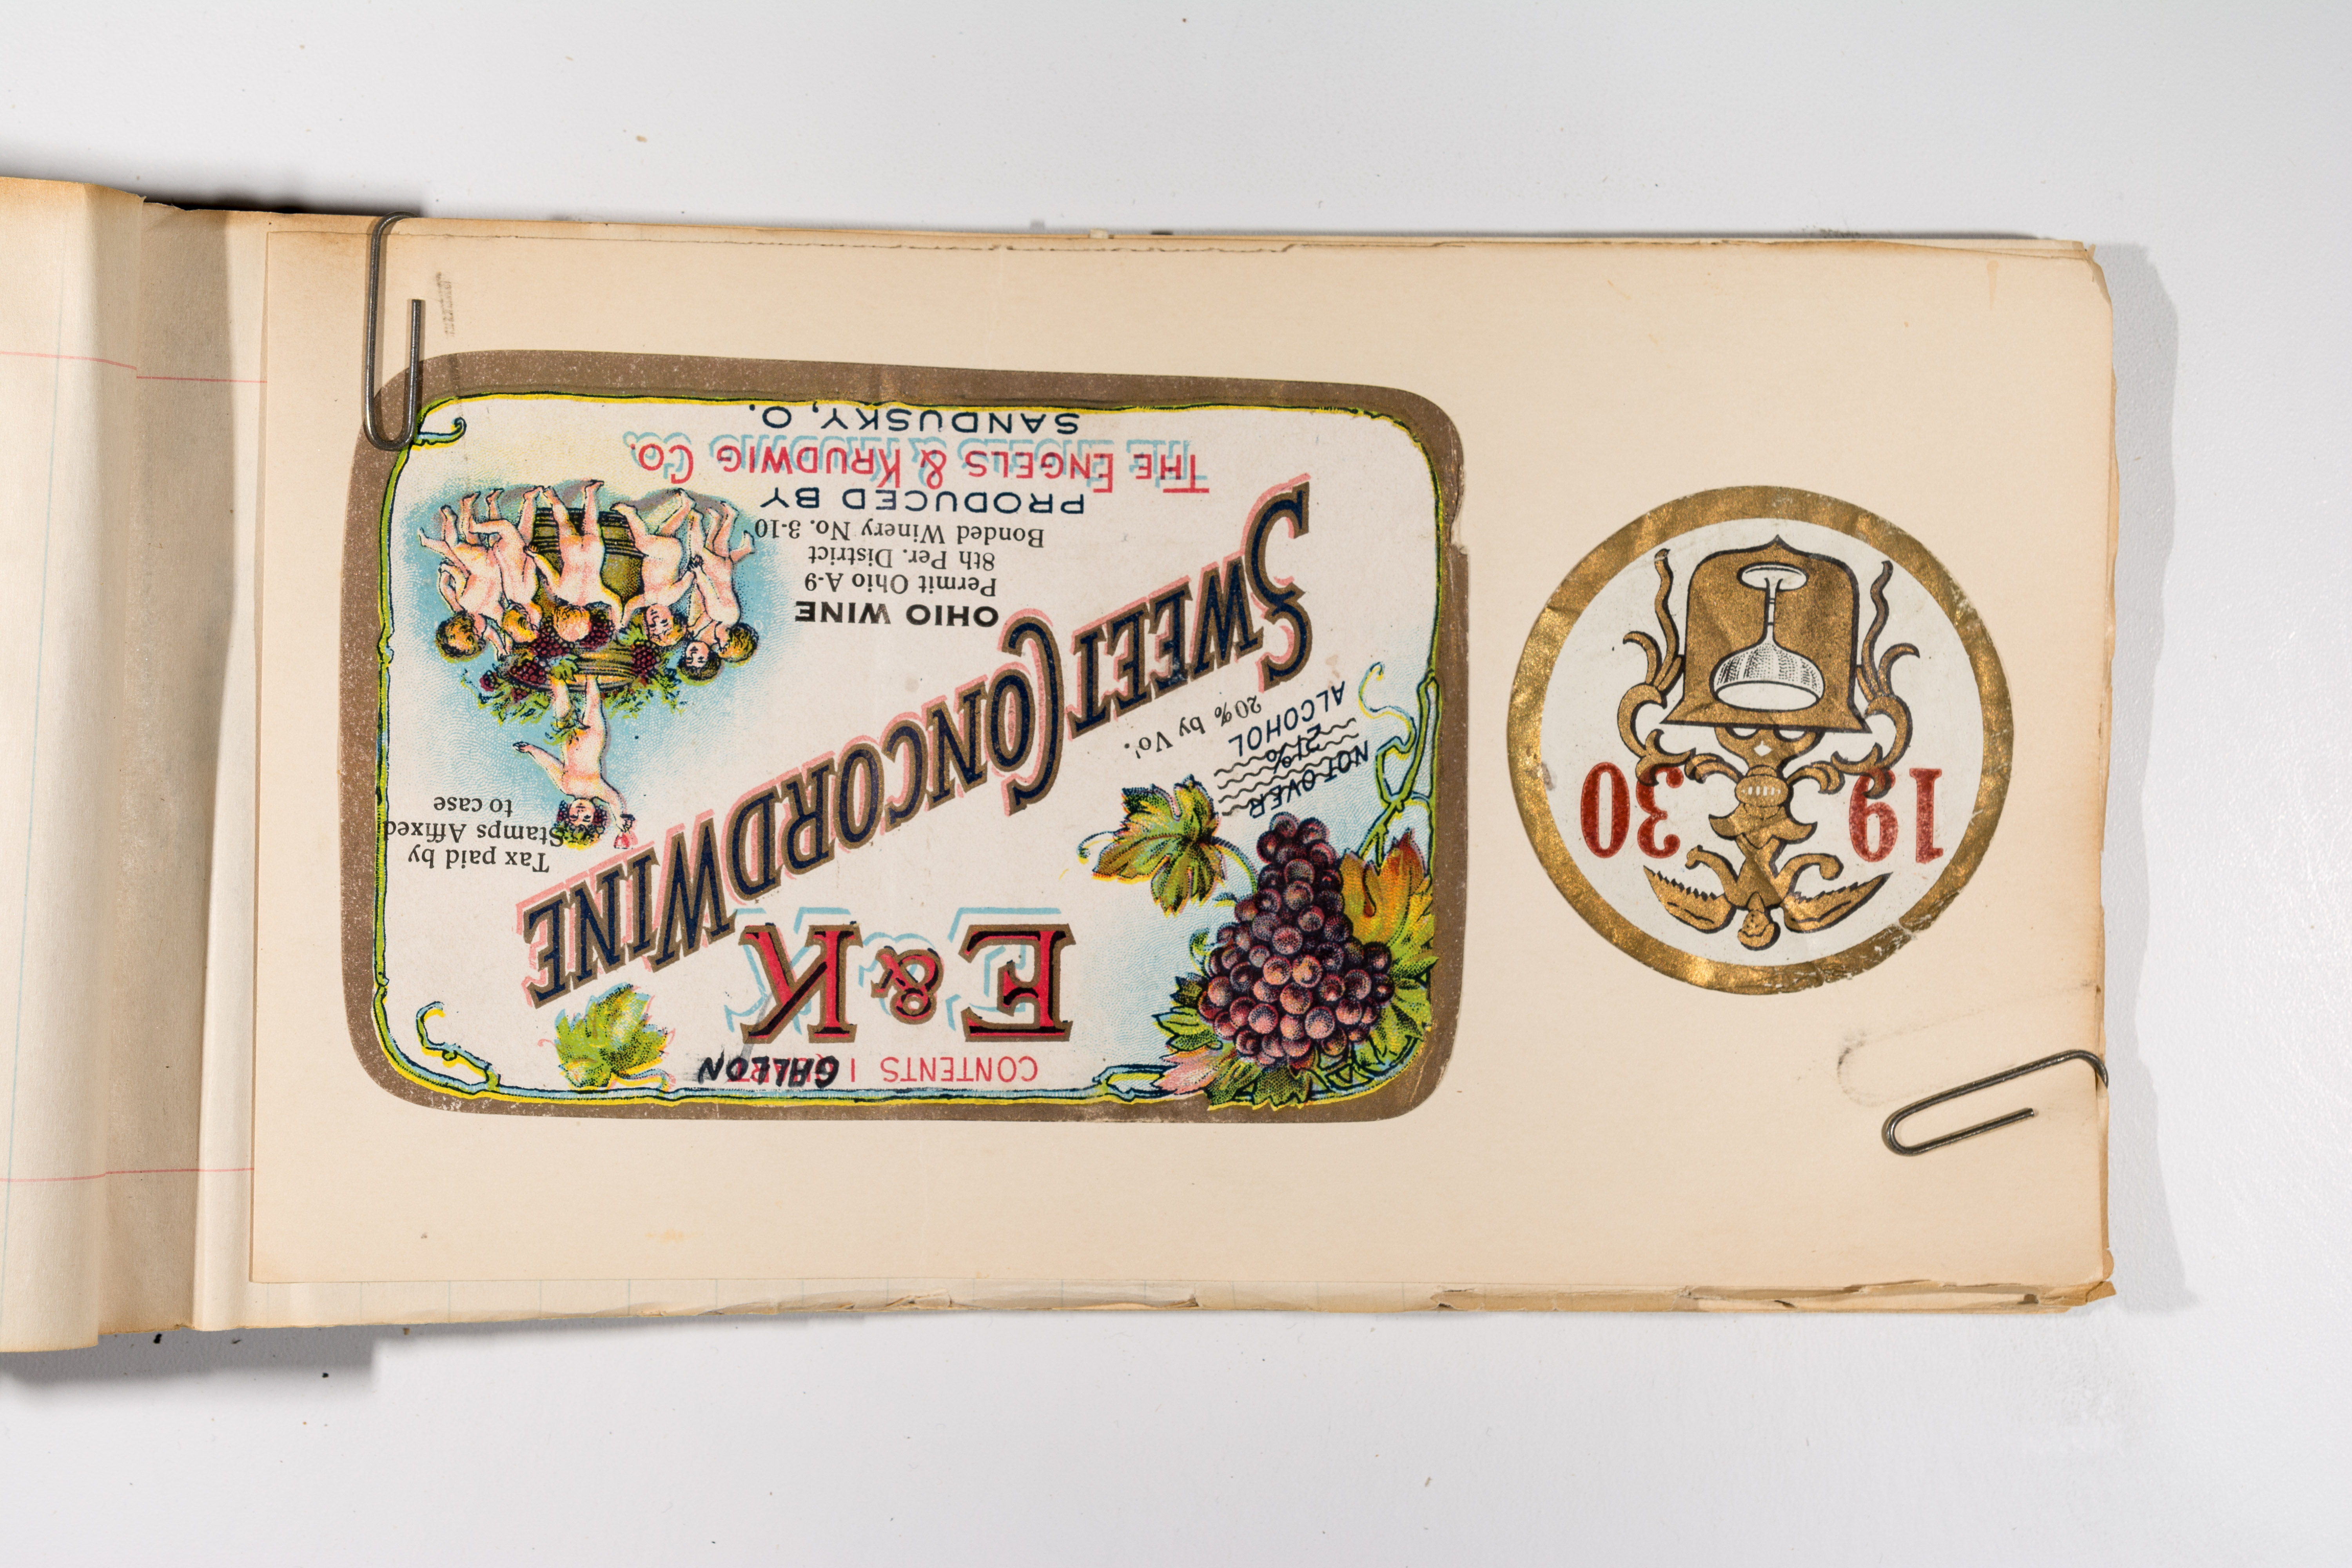 CONTENTS 1 GALLON
E & K
SWEET CONCORD WINE
NOT OVER
21%
ALCOHOL
20% by Vol.
Tax paid by
Stamps Affixed
to case
OHIO WINE
Permit Ohio A-9
8th Per. District
Bonded Winery No. 3-10
PRODUCED BY
THE ENGELS & KRUDWIG CO.
SANDUSKY, O.
1930